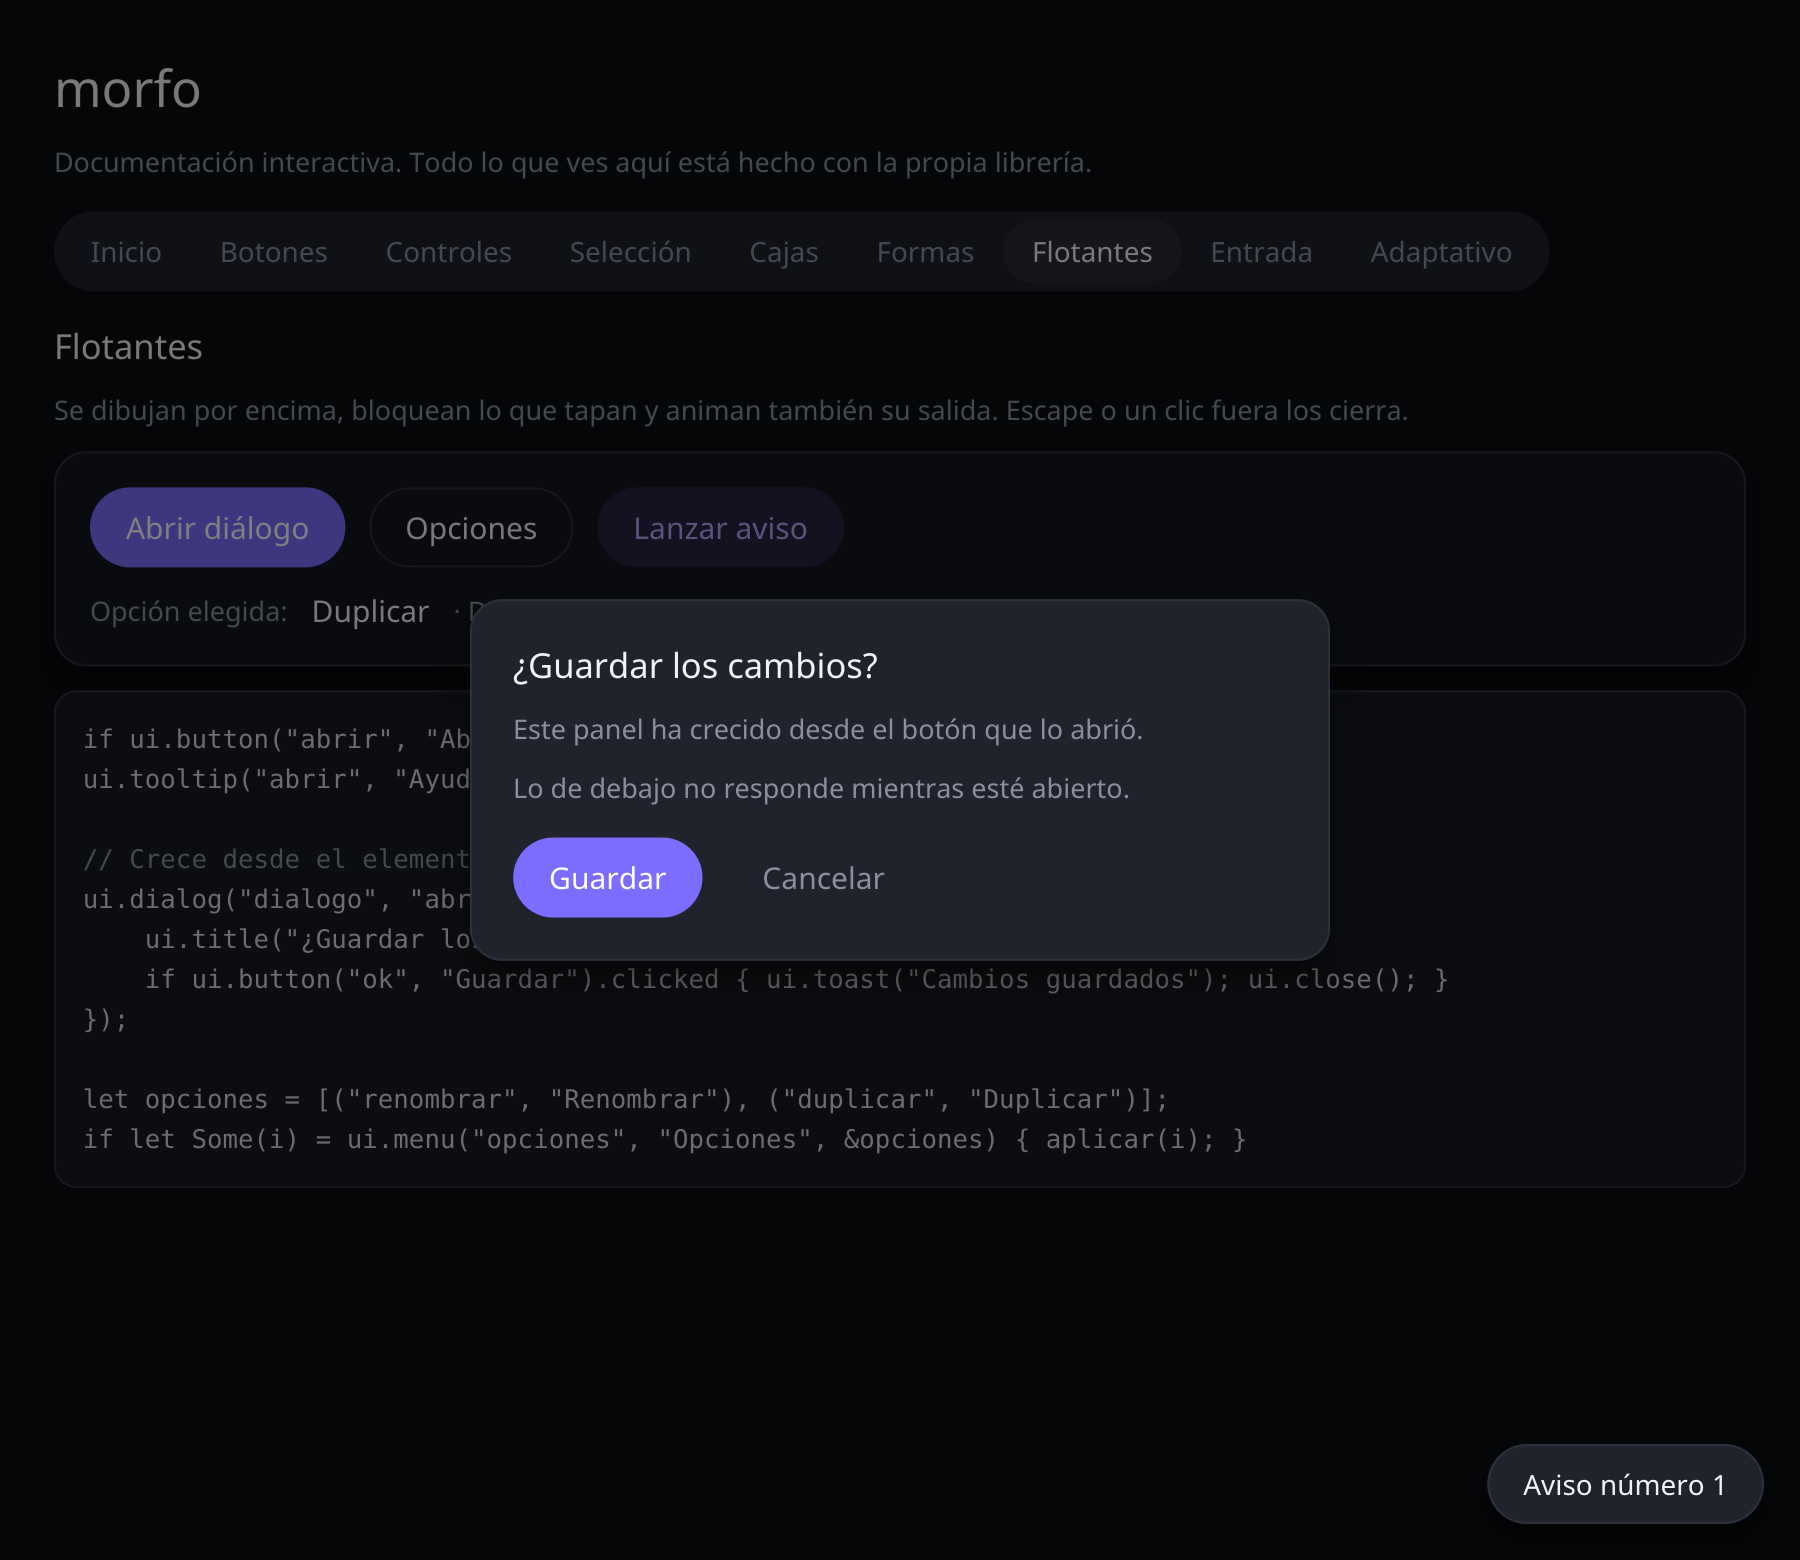 morfo
Documentación interactiva. Todo lo que ves aquí está hecho con la propia librería.
Inicio Botones Controles Selección Cajas Formas Flotantes Entrada Adaptativo
Flotantes
Se dibujan por encima, bloquean lo que tapan y animan también su salida. Escape o un clic fuera los cierra.
Abrir diálogo Opciones Lanzar aviso
Opción elegida: Duplicar ·
¿Guardar los cambios?
Este panel ha crecido desde el botón que lo abrió.
Lo de debajo no responde mientras esté abierto.
Guardar Cancelar
if ui.button("abrir", "Ab
ui.tooltip("abrir", "Ayud
// Crece desde el element
ui.dialog("dialogo", "abr
ui.title("¿Guardar lo
if ui.button("ok", "Guardar").clicked { ui.toast("Cambios guardados"); ui.close(); }
});
let opciones = [("renombrar", "Renombrar"), ("duplicar", "Duplicar")];
if let Some(i) = ui.menu("opciones", "Opciones", &opciones) { aplicar(i); }
Aviso número 1